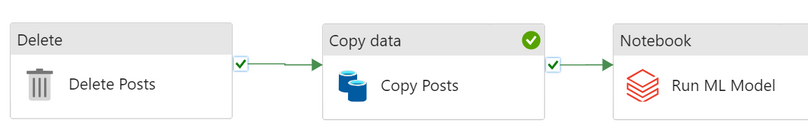 Delete
Delete Posts
Copy data
Copy Posts
Notebook
Run ML Model